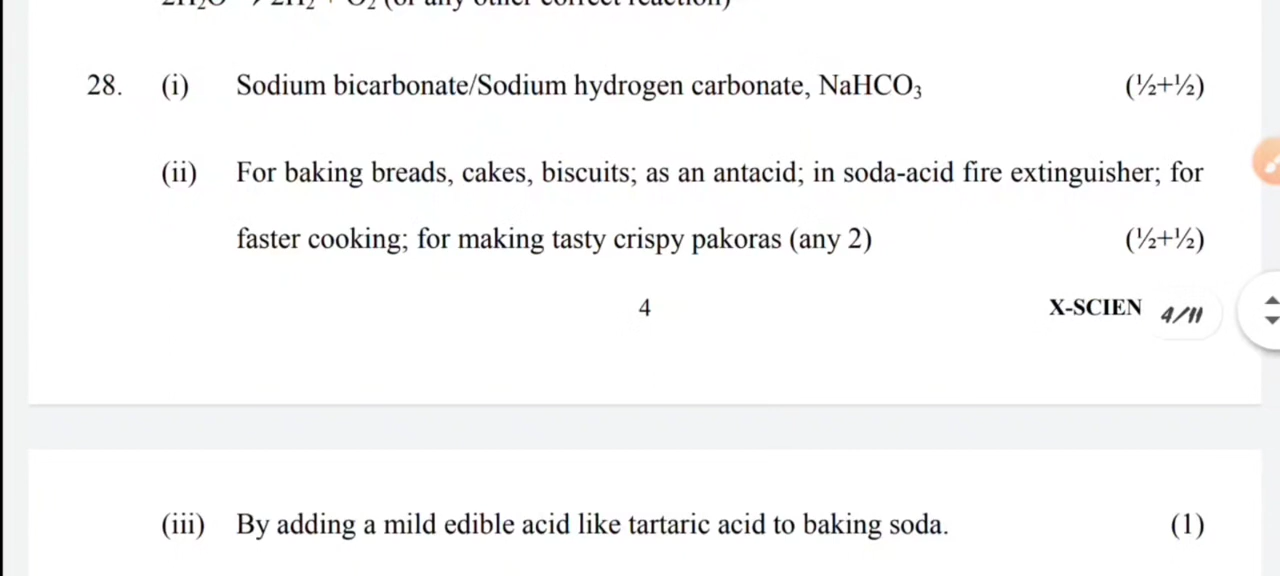 28. (i) Sodium bicarbonate/Sodium hydrogen carbonate, NaHCO₃ (½+½)
(ii) For baking breads, cakes, biscuits; as an antacid; in soda-acid fire extinguisher; for
faster cooking; for making tasty crispy pakoras (any 2) (½+½)
4 X-SCIEN 4/11
(iii) By adding a mild edible acid like tartaric acid to baking soda. (1)